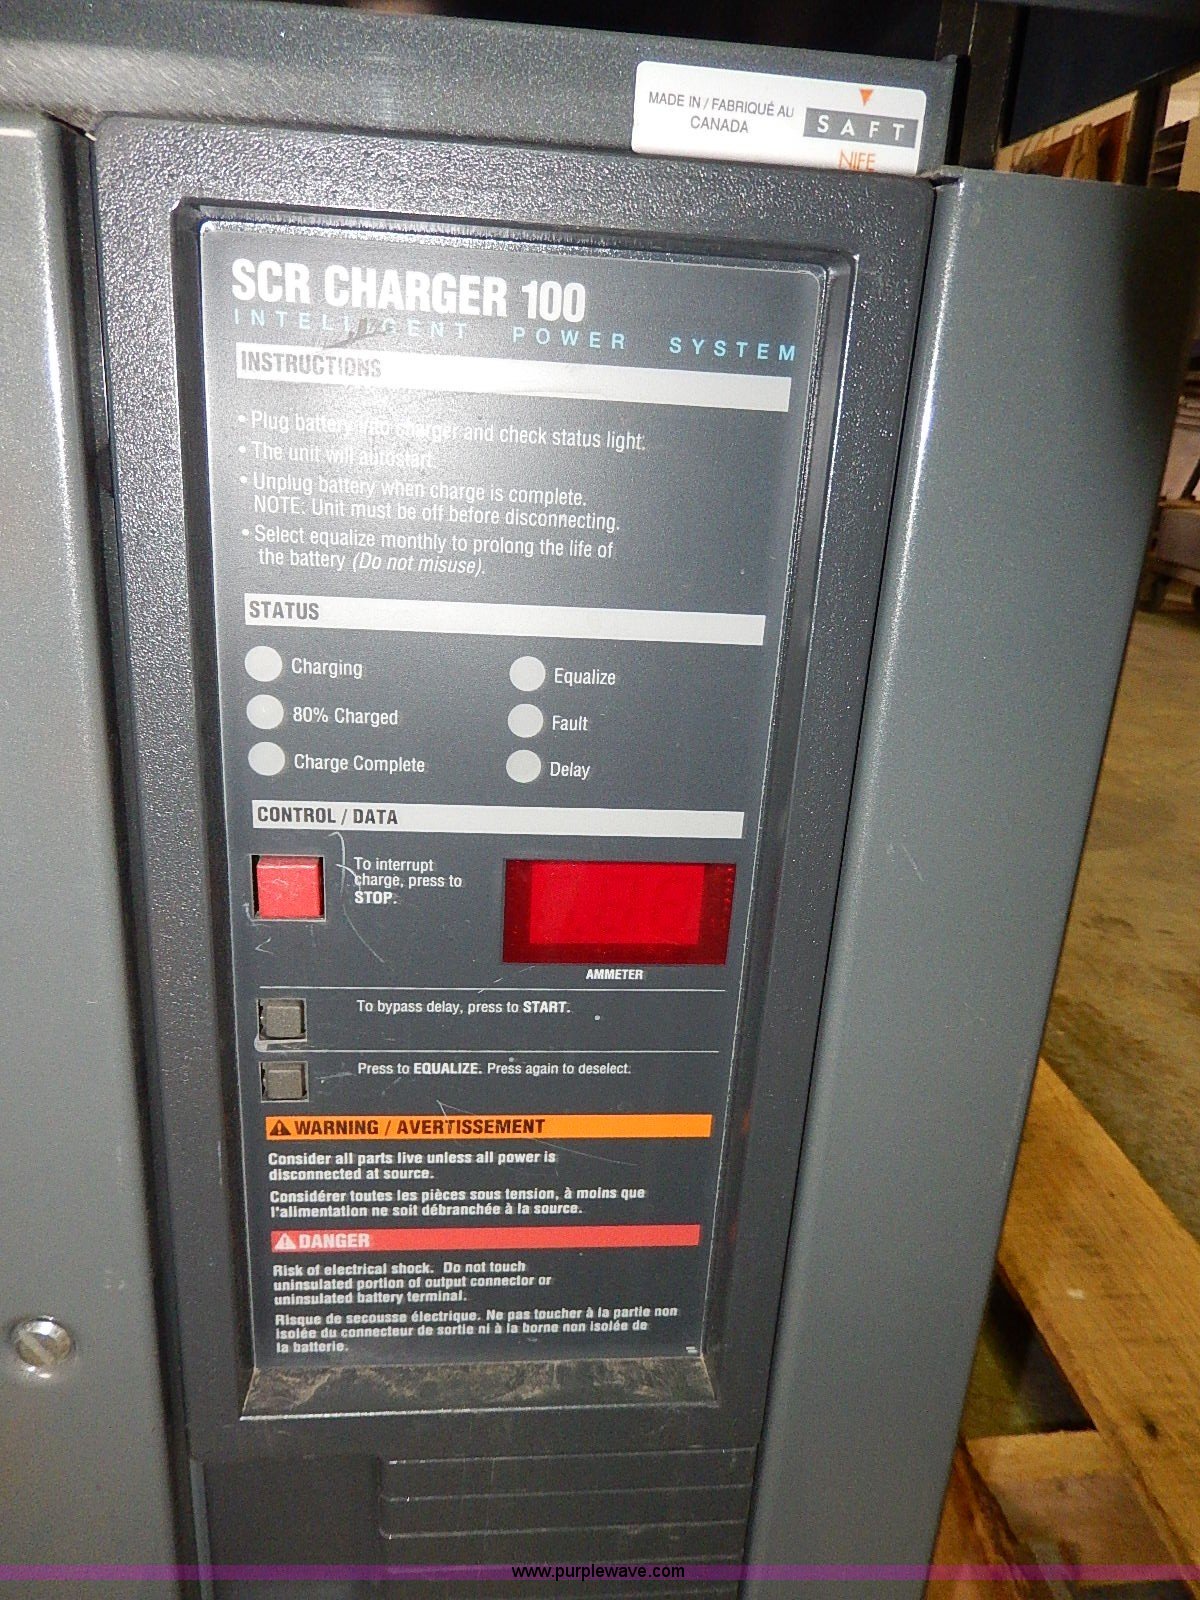 MADE IN / FABRIQUÉ AU
CANADA
SAFT
NIFE
SCR CHARGER 100
INTELLIGENT POWER SYSTEM
INSTRUCTIONS
• Plug battery into charger and check status light.
• The unit will autostart.
• Unplug battery when charge is complete.
NOTE: Unit must be off before disconnecting.
• Select equalize monthly to prolong the life of
the battery (Do not misuse).
STATUS
Charging
Equalize
80% Charged
Fault
Charge Complete
Delay
CONTROL / DATA
To interrupt
charge, press to
STOP.
AMMETER
To bypass delay, press to START.
Press to EQUALIZE. Press again to deselect.
WARNING / AVERTISSEMENT
Consider all parts live unless all power is
disconnected at source.
Considérer toutes les pièces sous tension, à moins que
l'alimentation ne soit débranchée à la source.
DANGER
Risk of electrical shock. Do not touch
uninsulated portion of output connector or
uninsulated battery terminal.
Risque de secousse électrique. Ne pas toucher à la partie non
isolée du connecteur de sortie ni à la borne non isolée de
la batterie.
www.purplewave.com